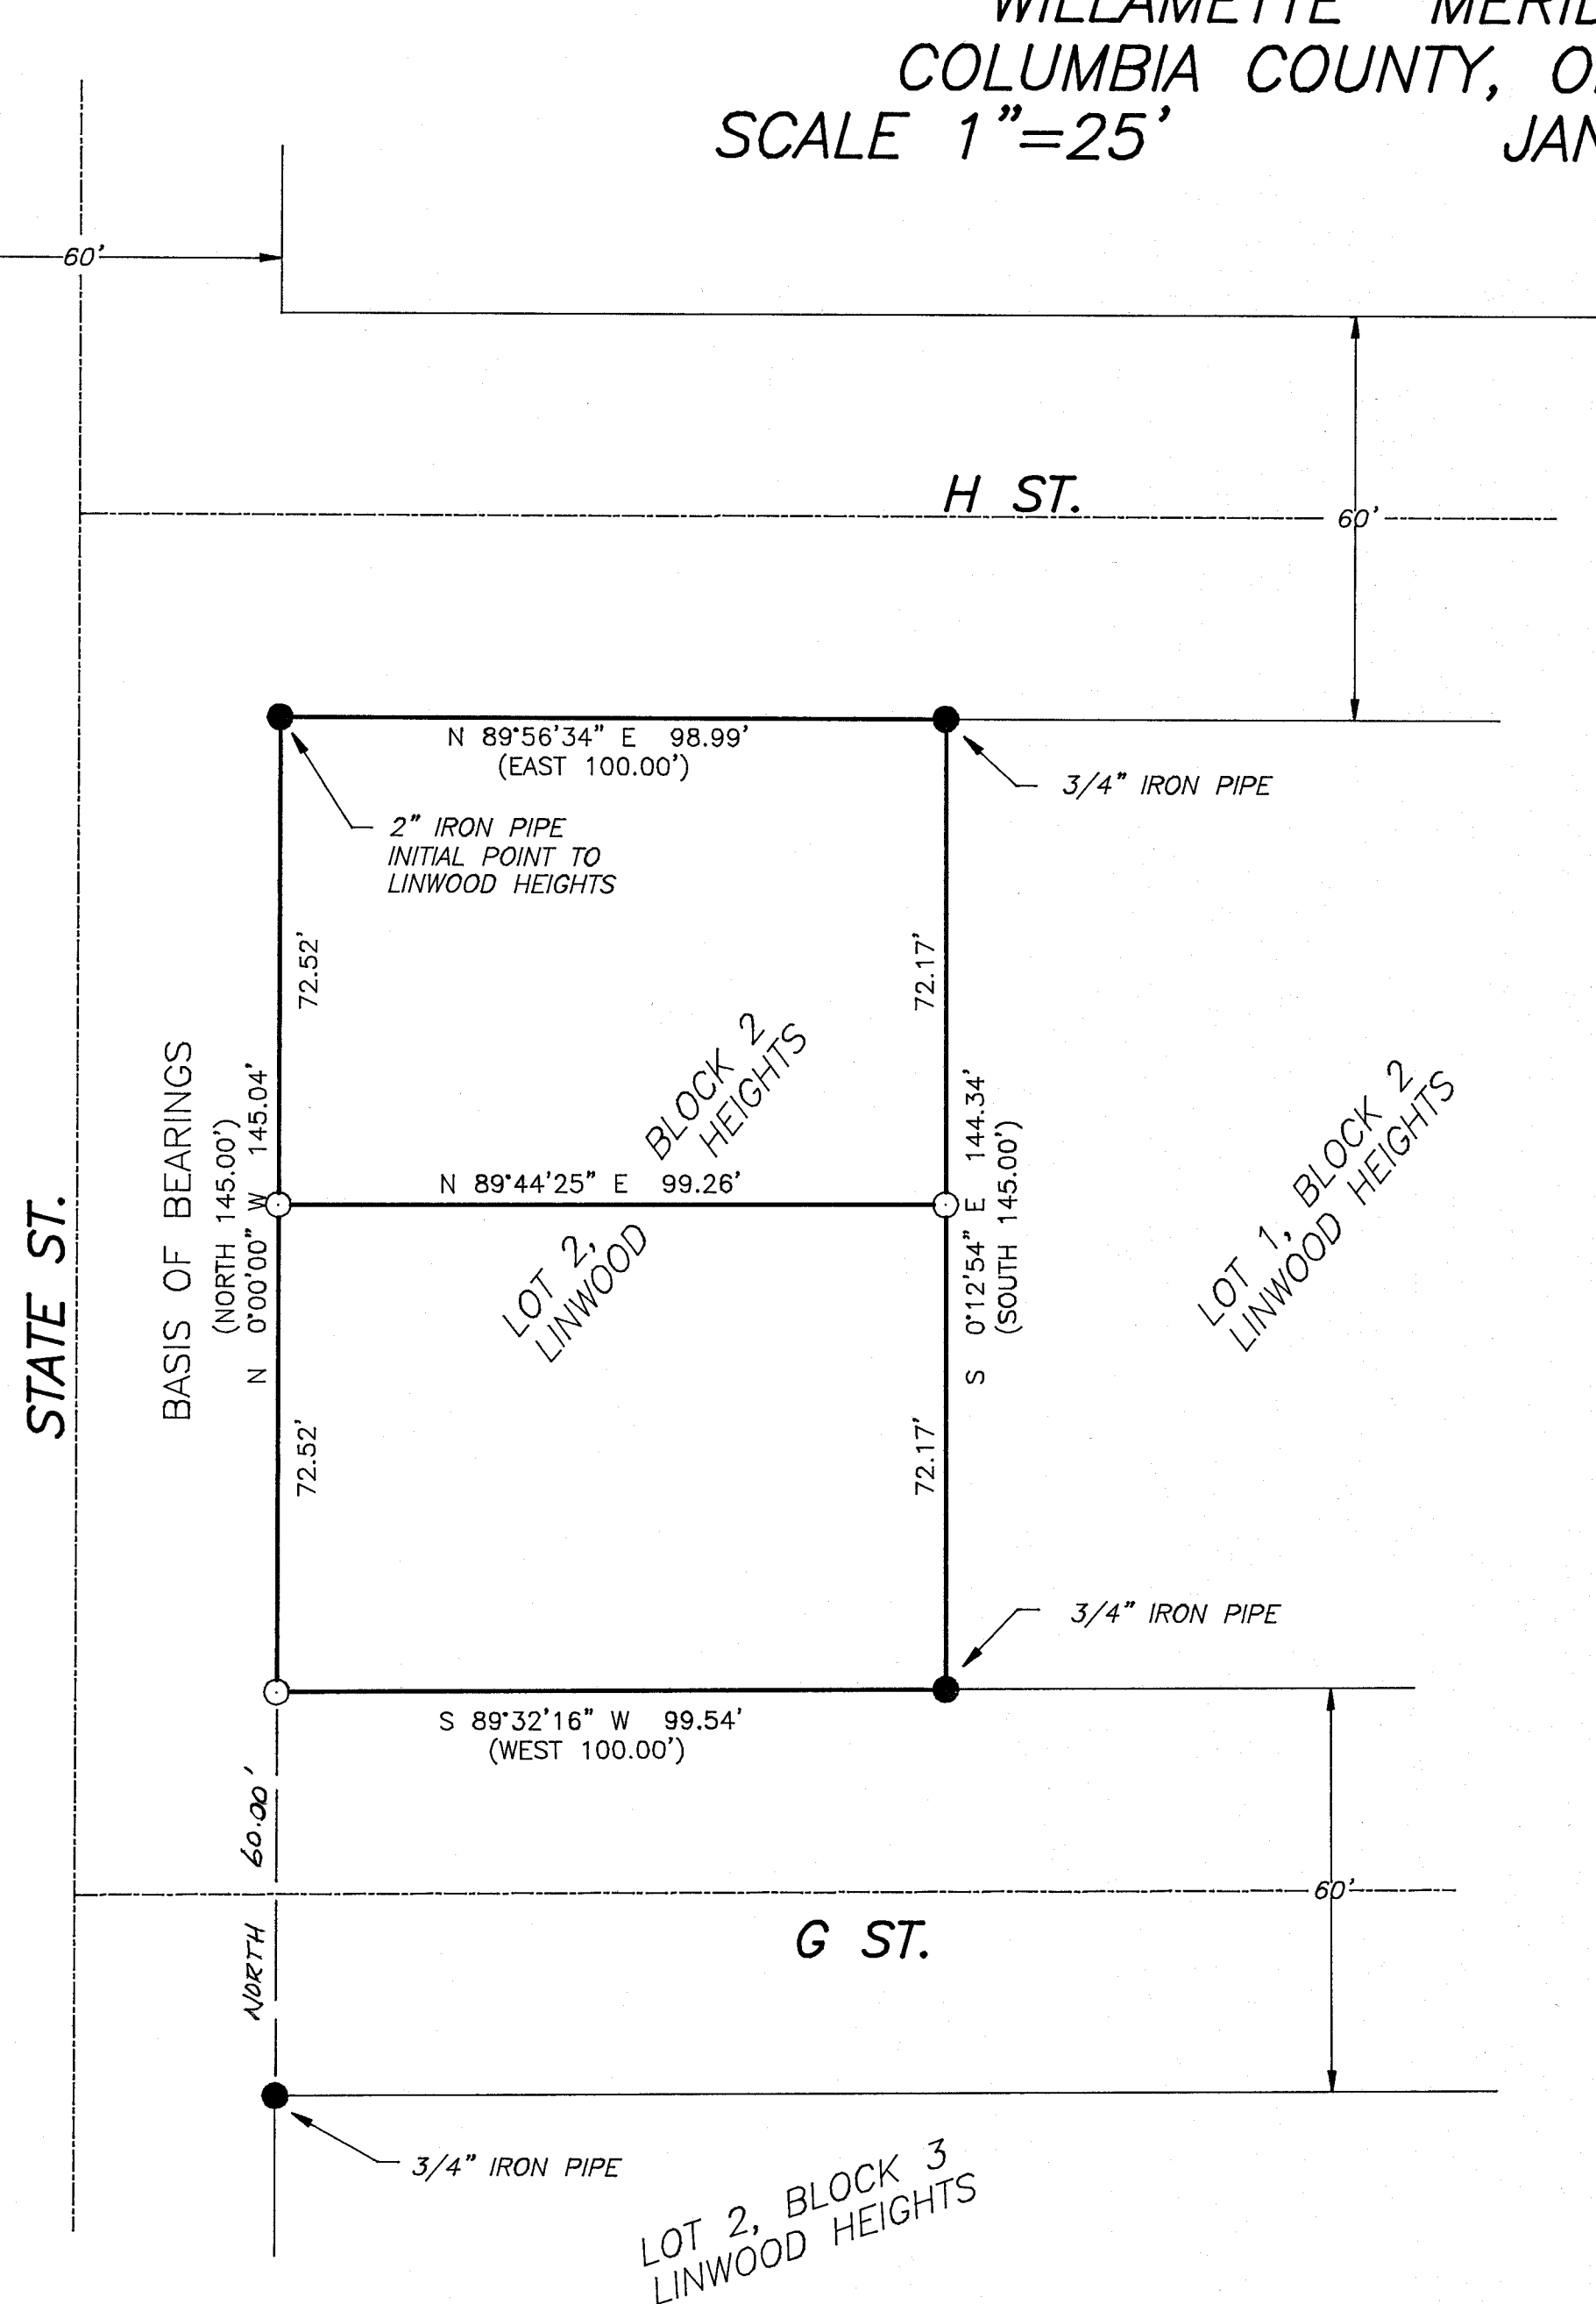 COLUMBIA COUNTY,
SCALE 1"=25'
60'
H ST.
60'
N 89°56'34" E 98.99'
(EAST 100.00')
3/4" IRON PIPE
2" IRON PIPE
INITIAL POINT TO
LINWOOD HEIGHTS
72.52'
72.17'
STATE ST.
BASIS OF BEARINGS
(NORTH 145.00')
N 0°00'00" W 145.04'
LOT 2, BLOCK 2
LINWOOD HEIGHTS
N 89°44'25" E 99.26'
S 0°12'54" E 144.34'
(SOUTH 145.00')
LOT 1, BLOCK 2
LINWOOD HEIGHTS
72.52'
72.17'
3/4" IRON PIPE
S 89°32'16" W 99.54'
(WEST 100.00')
NORTH 60.00'
60'
G ST.
3/4" IRON PIPE
LOT 2, BLOCK 3
LINWOOD HEIGHTS